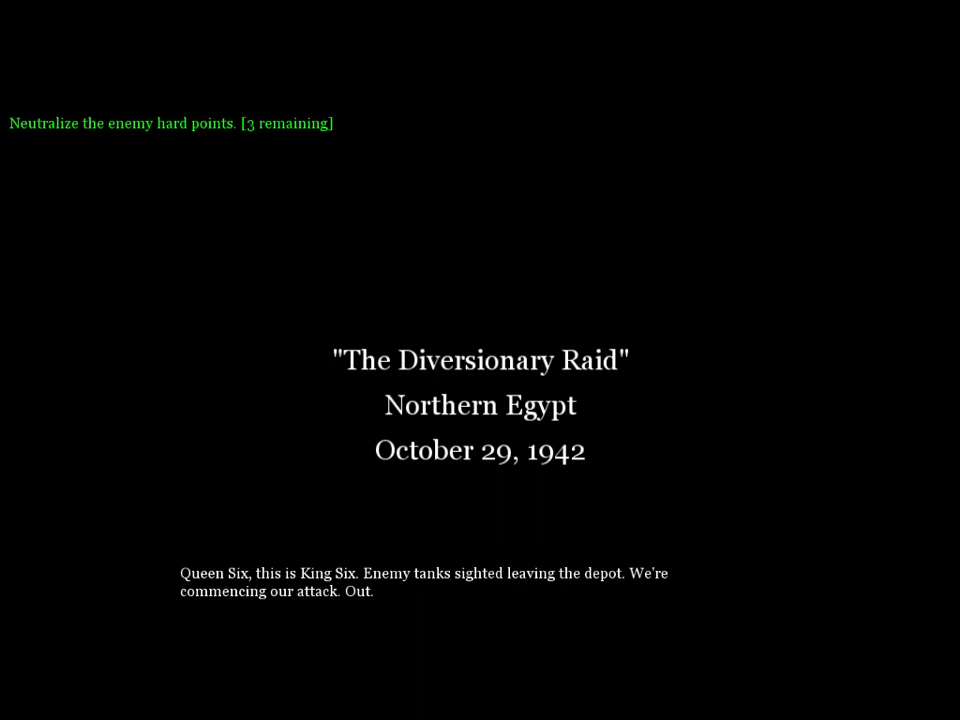 Neutralize the enemy hard points. [3 remaining]
"The Diversionary Raid"
Northern Egypt
October 29, 1942
Queen Six, this is King Six. Enemy tanks sighted leaving the depot. We're
commencing our attack. Out.